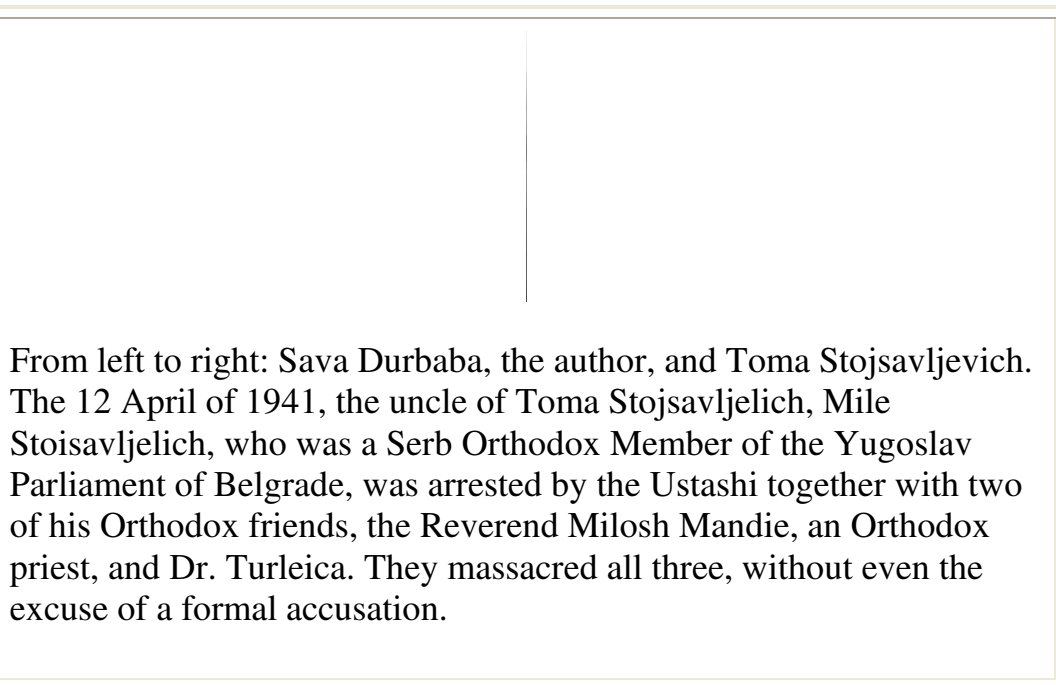 From left to right: Sava Durbaba, the author, and Toma Stojsavljevich.
The 12 April of 1941, the uncle of Toma Stojsavljelich, Mile
Stoisavljelich, who was a Serb Orthodox Member of the Yugoslav
Parliament of Belgrade, was arrested by the Ustashi together with two
of his Orthodox friends, the Reverend Milosh Mandie, an Orthodox
priest, and Dr. Turleica. They massacred all three, without even the
excuse of a formal accusation.